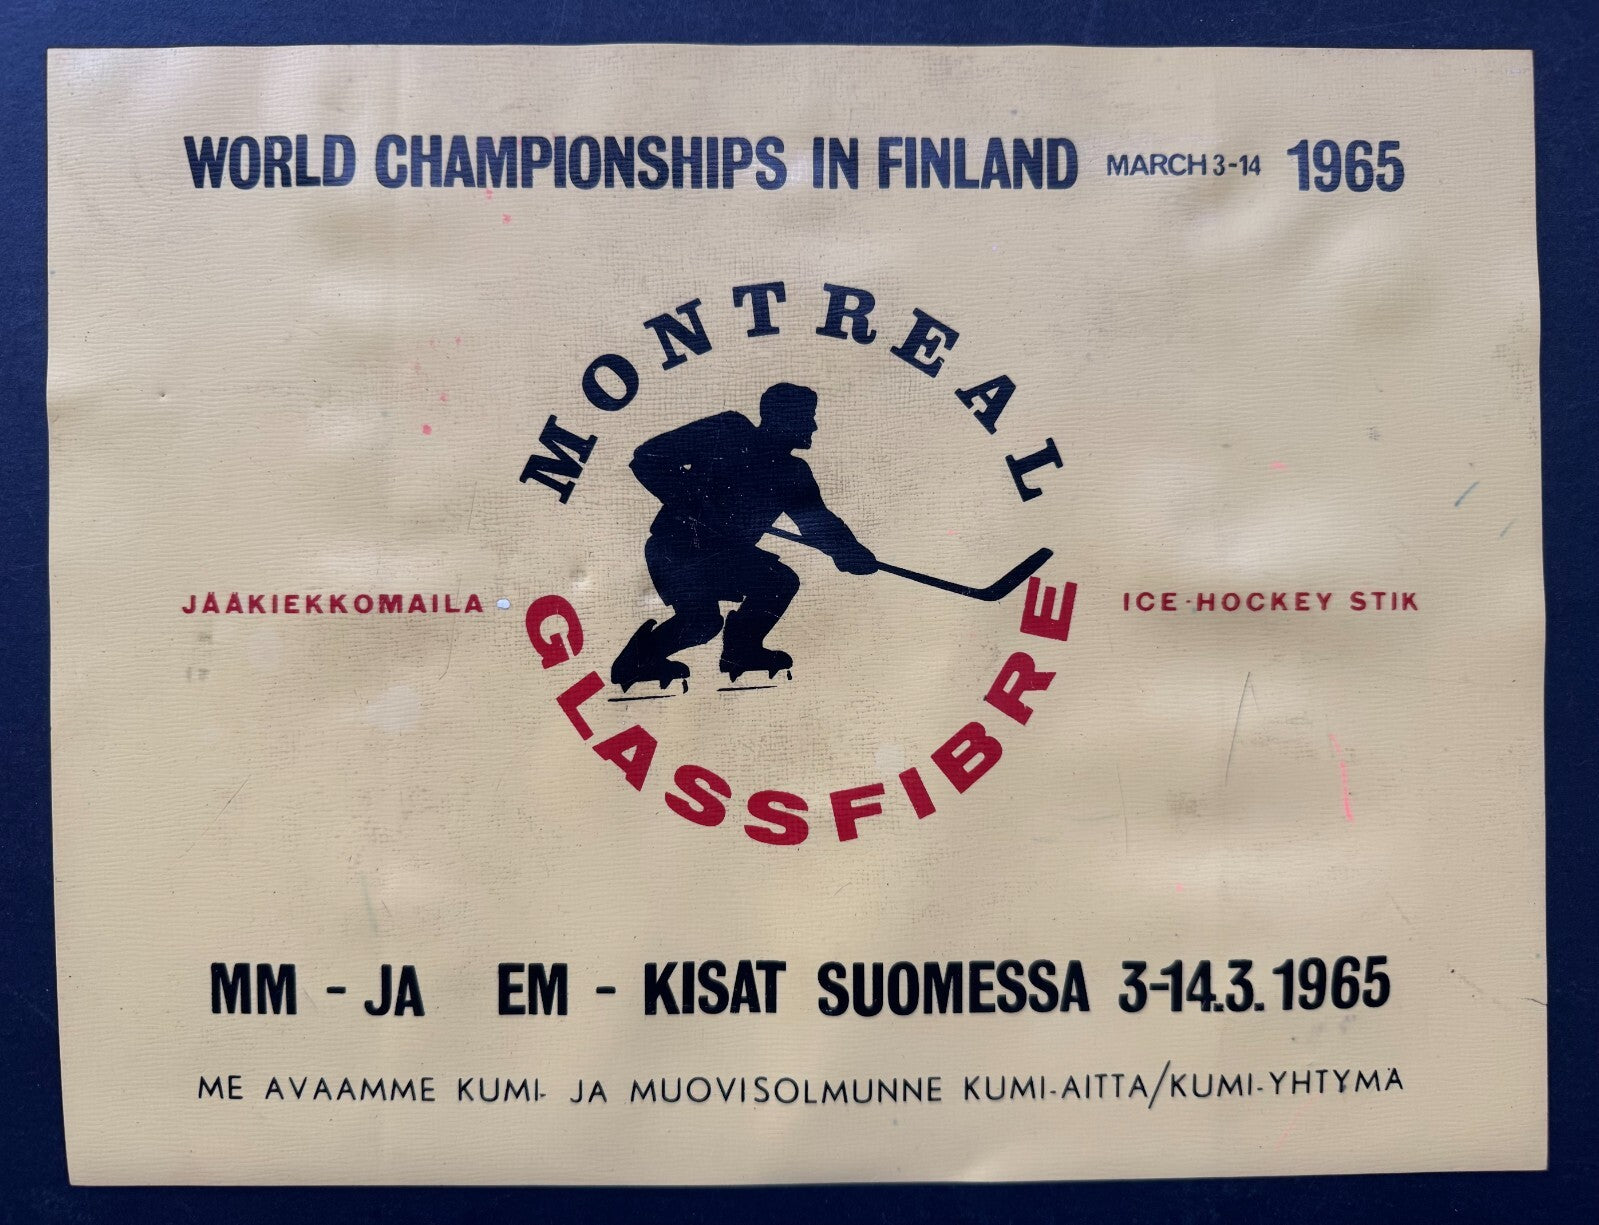 WORLD CHAMPIONSHIPS IN FINLAND MARCH 3-14 1965
MONTREAL
JÄÄKIEKKOMAILA
ICE-HOCKEY STIK
GLASSFIBRE
MM - JA EM - KISAT SUOMESSA 3-14.3.1965
ME AVAAMME KUMI- JA MUOVISOLMUNNE KUMI-AITTA/KUMI-YHTYMÄ